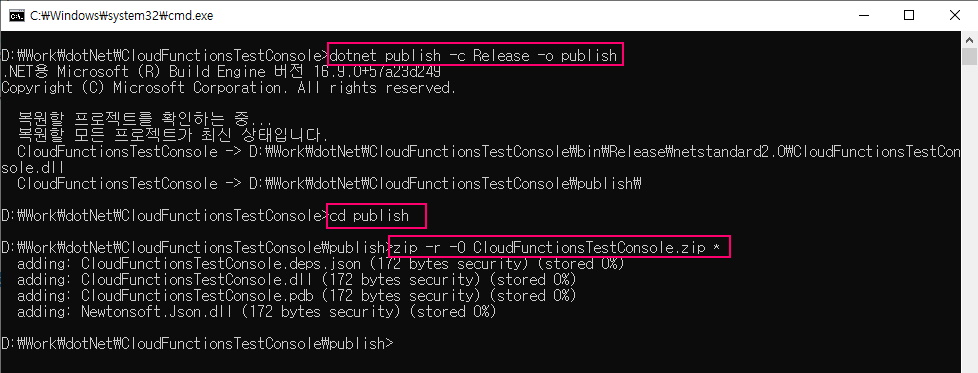 C:\Windows\system32\cmd.exe
D:\Work\dotNet\CloudFunctionsTestConsole>dotnet publish -c Release -o publish
.NET용 Microsoft (R) Build Engine 버전 16.9.0+57a23d249
Copyright (C) Microsoft Corporation. All rights reserved.
복원할 프로젝트를 확인하는 중...
복원할 모든 프로젝트가 최신 상태입니다.
CloudFunctionsTestConsole -> D:\Work\dotNet\CloudFunctionsTestConsole\bin\Release\netstandard2.0\CloudFunctionsTestCon
sole.dll
CloudFunctionsTestConsole -> D:\Work\dotNet\CloudFunctionsTestConsole\publish\
D:\Work\dotNet\CloudFunctionsTestConsole>cd publish
D:\Work\dotNet\CloudFunctionsTestConsole\publish>zip -r -0 CloudFunctionsTestConsole.zip *
adding: CloudFunctionsTestConsole.deps.json (172 bytes security) (stored 0%)
adding: CloudFunctionsTestConsole.dll (172 bytes security) (stored 0%)
adding: CloudFunctionsTestConsole.pdb (172 bytes security) (stored 0%)
adding: Newtonsoft.Json.dll (172 bytes security) (stored 0%)
D:\Work\dotNet\CloudFunctionsTestConsole\publish>